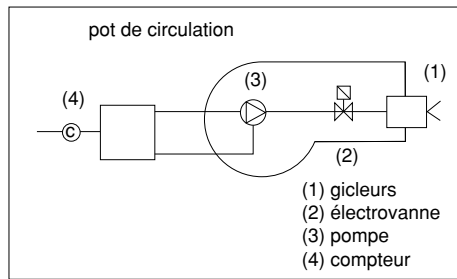 pot de circulation
(1)
(3)
(4)
C
(2)
(1) gicleurs
(2) électrovanne
(3) pompe
(4) compteur